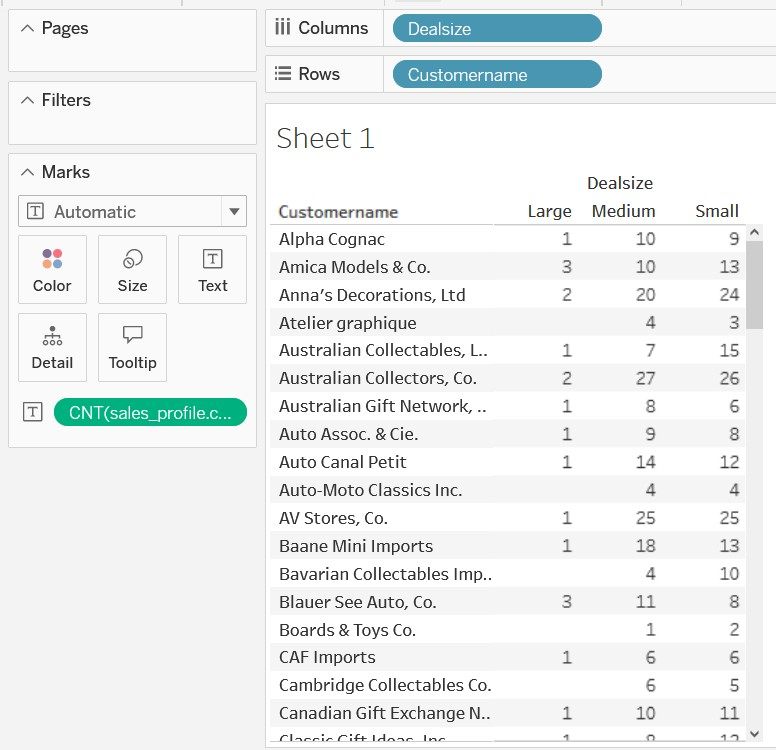 Pages
Columns
Dealsize
Rows
Customername
Filters
Marks
T Automatic
Color
Size
T
Text
Detail
Tooltip
T CNT(sales_profile.c...
Sheet 1
Dealsize
Customername Large Medium Small
Alpha Cognac 1 10 9
Amica Models & Co. 3 10 13
Anna's Decorations, Ltd 2 20 24
Atelier graphique 4 3
Australian Collectables, L.. 1 7 15
Australian Collectors, Co. 2 27 26
Australian Gift Network, .. 1 8 6
Auto Assoc. & Cie. 1 9 8
Auto Canal Petit 1 14 12
Auto-Moto Classics Inc. 4 4
AV Stores, Co. 1 25 25
Baane Mini Imports 1 18 13
Bavarian Collectables Imp.. 4 10
Blauer See Auto, Co. 3 11 8
Boards & Toys Co. 1 2
CAF Imports 1 6 6
Cambridge Collectables Co. 6 5
Canadian Gift Exchange N.. 1 10 11
Classic Gift Ideas, Inc 1 8